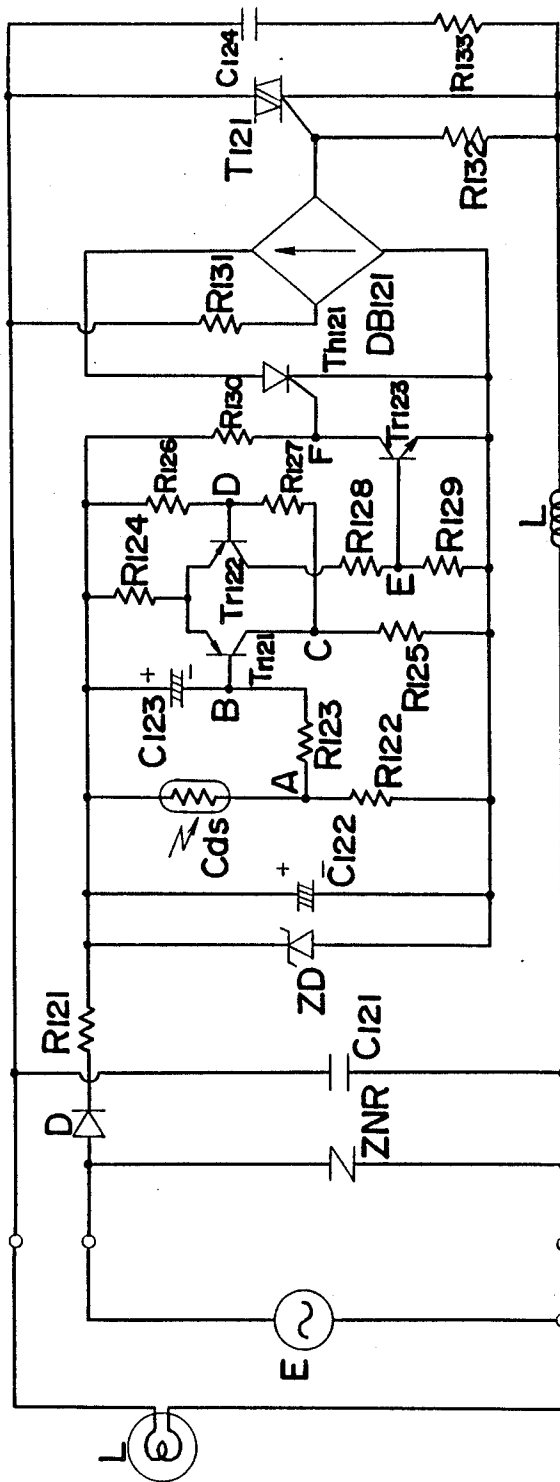 L
E
D
R121
ZNR
C121
ZD
C122
+
-
Cds
A
R122
R123
B
C123
+
-
Tr121
C
R125
R124
Tr122
D
R126
R127
R128
E
R129
R130
F
Tr123
Th121
R131
DB121
T121
C124
R132
R133
L